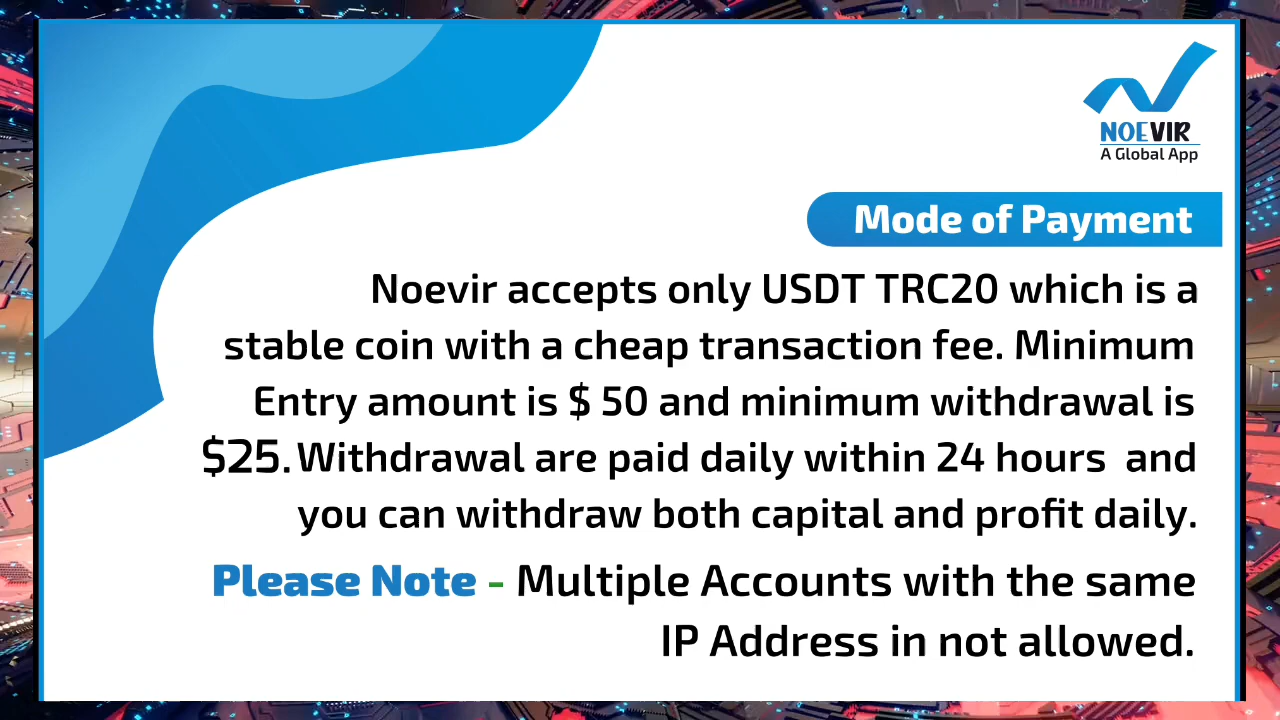 NOEVIR
A Global App
Mode of Payment
Noevir accepts only USDT TRC20 which is a
stable coin with a cheap transaction fee. Minimum
Entry amount is $ 50 and minimum withdrawal is
$25. Withdrawal are paid daily within 24 hours and
you can withdraw both capital and profit daily.
Please Note - Multiple Accounts with the same
IP Address in not allowed.